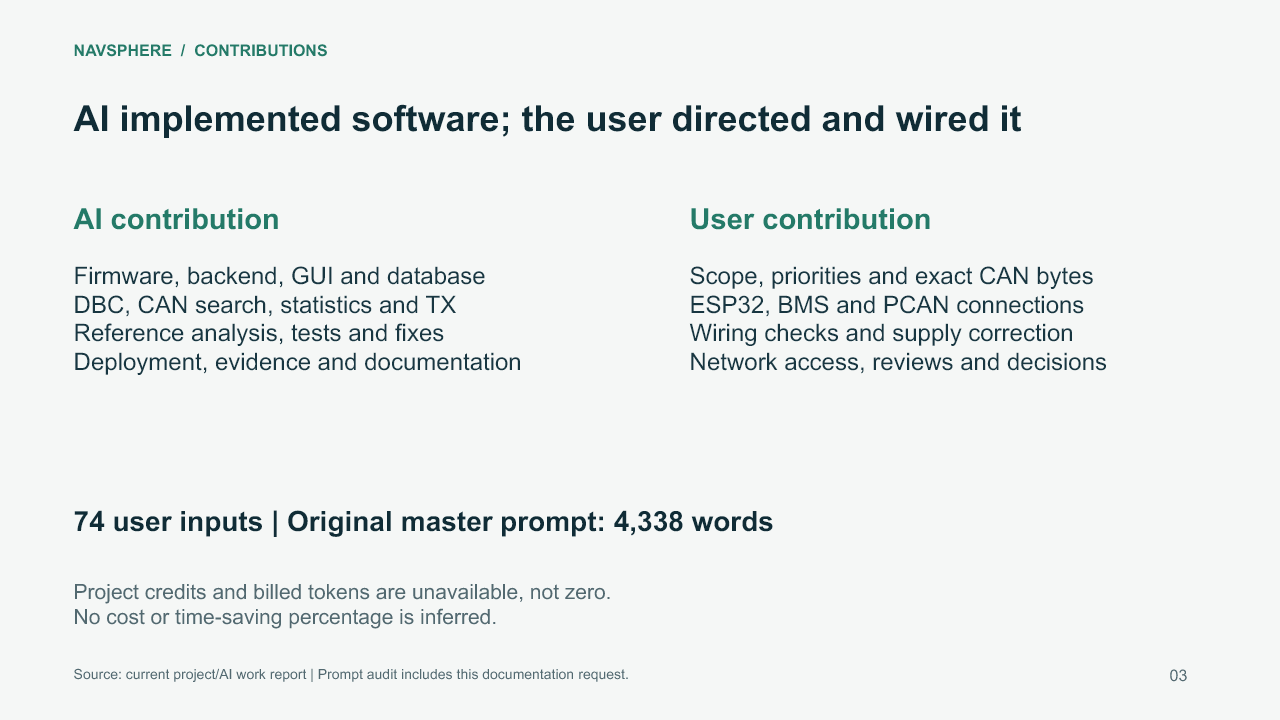 NAVSPHERE / CONTRIBUTIONS
AI implemented software; the user directed and wired it
AI contribution
Firmware, backend, GUI and database
DBC, CAN search, statistics and TX
Reference analysis, tests and fixes
Deployment, evidence and documentation
User contribution
Scope, priorities and exact CAN bytes
ESP32, BMS and PCAN connections
Wiring checks and supply correction
Network access, reviews and decisions
74 user inputs | Original master prompt: 4,338 words
Project credits and billed tokens are unavailable, not zero.
No cost or time-saving percentage is inferred.
Source: current project/AI work report | Prompt audit includes this documentation request.
03